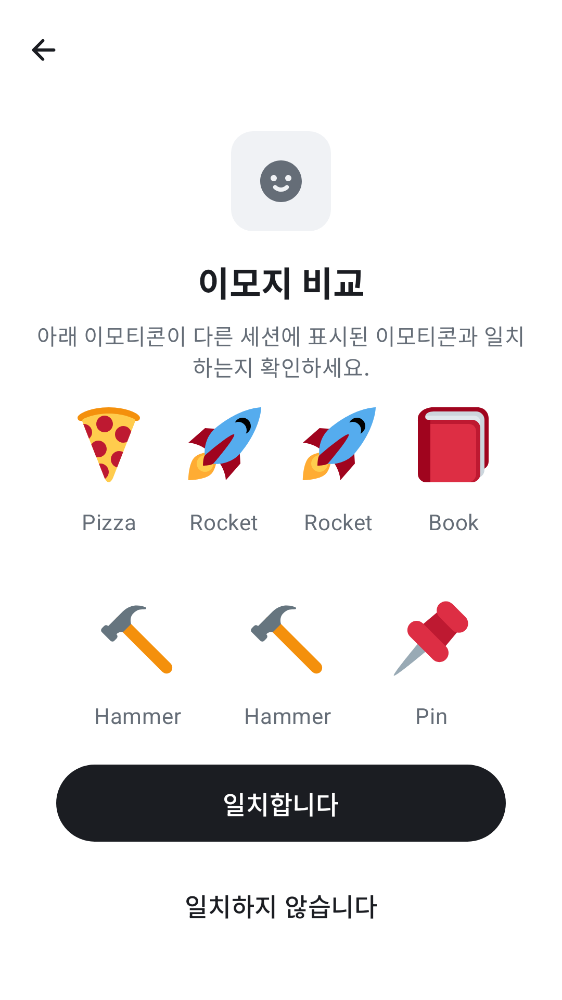 이모지 비교
아래 이모티콘이 다른 세션에 표시된 이모티콘과 일치
하는지 확인하세요.
Pizza Rocket Rocket Book
Hammer Hammer Pin
일치합니다
일치하지 않습니다